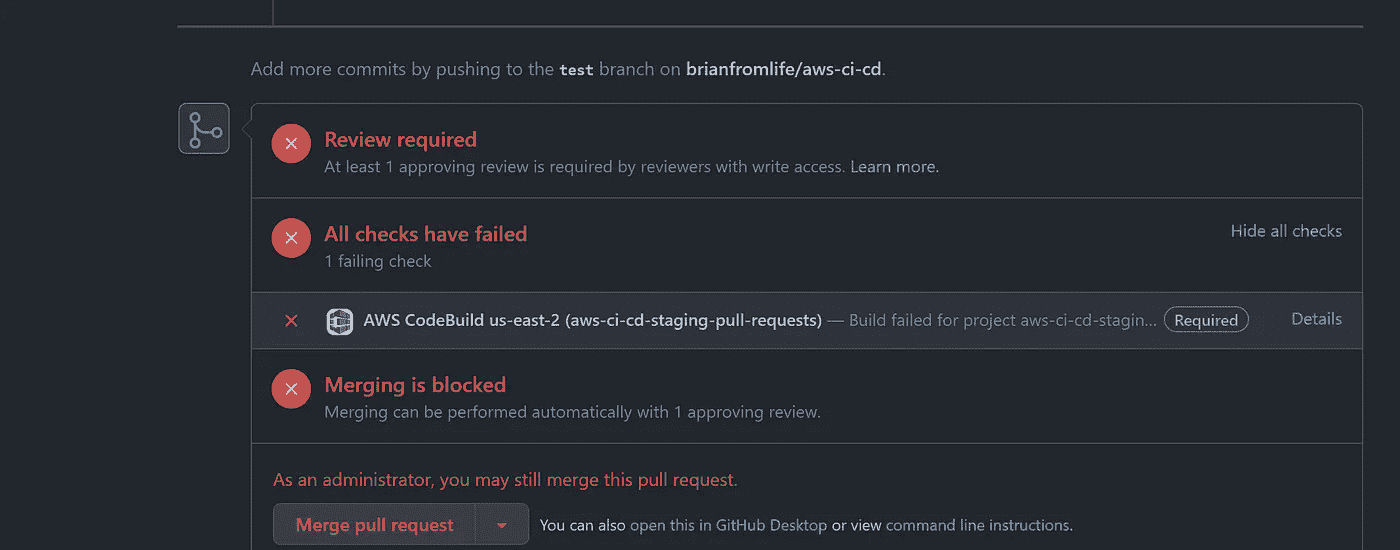 Add more commits by pushing to the test branch on brianfromlife/aws-ci-cd.
Review required
At least 1 approving review is required by reviewers with write access. Learn more.
All checks have failed
Hide all checks
1 failing check
AWS CodeBuild us-east-2 (aws-ci-cd-staging-pull-requests) — Build failed for project aws-ci-cd-stagin... Required Details
Merging is blocked
Merging can be performed automatically with 1 approving review.
As an administrator, you may still merge this pull request.
Merge pull request You can also open this in GitHub Desktop or view command line instructions.